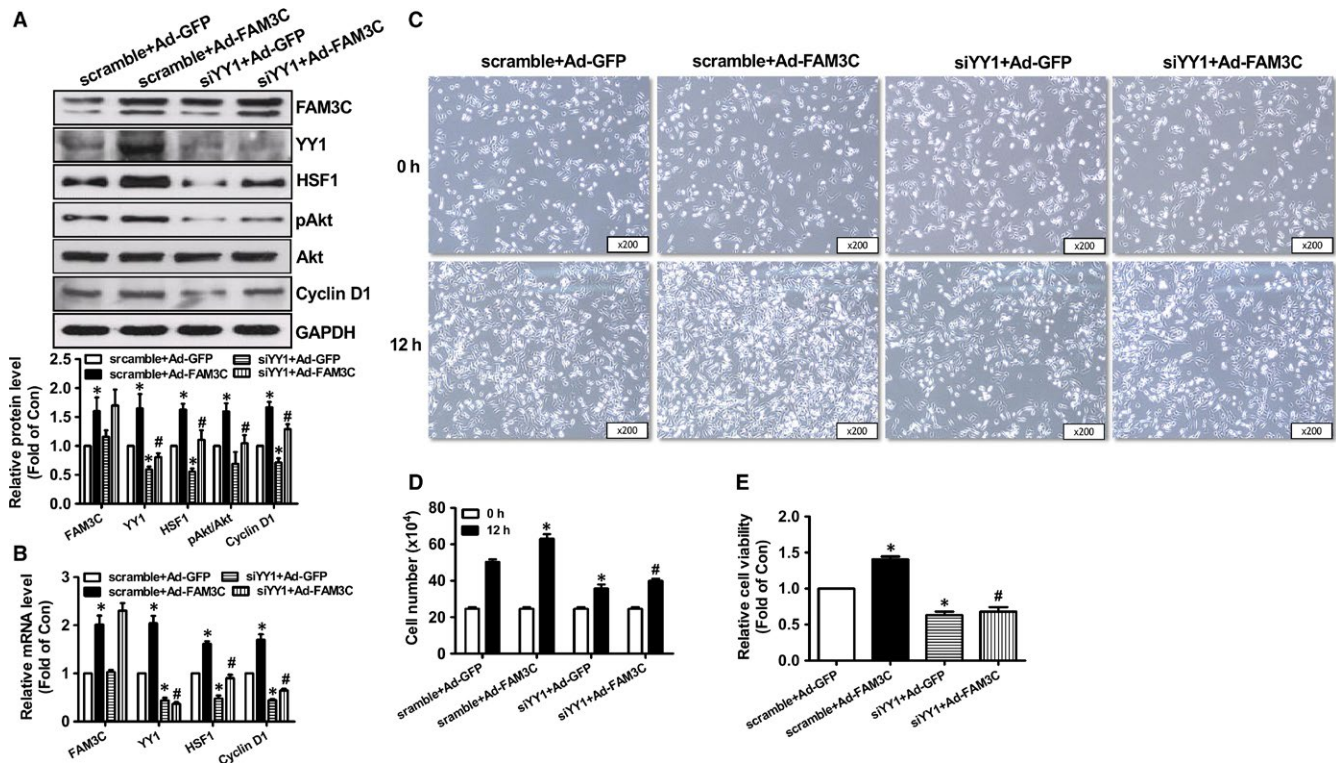 A
scramble+Ad-GFP
scramble+Ad-FAM3C
siYY1+Ad-GFP
siYY1+Ad-FAM3C
FAM3C
YY1
HSF1
pAkt
Akt
Cyclin D1
GAPDH
Relative protein level
(Fold of Con)
2.5
2.0
1.5
1.0
0.5
0.0
srcamble+Ad-GFP
scramble+Ad-FAM3C
siYY1+Ad-GFP
siYY1+Ad-FAM3C
* * * # * * # * # * * #
FAM3C
YY1
HSF1
pAkt/Akt
Cyclin D1
B
Relative mRNA level
(Fold of Con)
3
2
1
0
scramble+Ad-GFP
scramble+Ad-FAM3C
siYY1+Ad-GFP
siYY1+Ad-FAM3C
* * * # * * # * * #
FAM3C
YY1
HSF1
Cyclin D1
C
scramble+Ad-GFP
scramble+Ad-FAM3C
siYY1+Ad-GFP
siYY1+Ad-FAM3C
0 h
x200
x200
x200
x200
12 h
x200
x200
x200
x200
D
Cell number (x10⁴)
80
60
40
20
0
0 h
12 h
* * #
sramble+Ad-GFP
sramble+Ad-FAM3C
siYY1+Ad-GFP
siYY1+Ad-FAM3C
E
Relative cell viability
(Fold of Con)
2.0
1.5
1.0
0.5
0.0
* * #
scramble+Ad-GFP
scramble+Ad-FAM3C
siYY1+Ad-GFP
siYY1+Ad-FAM3C